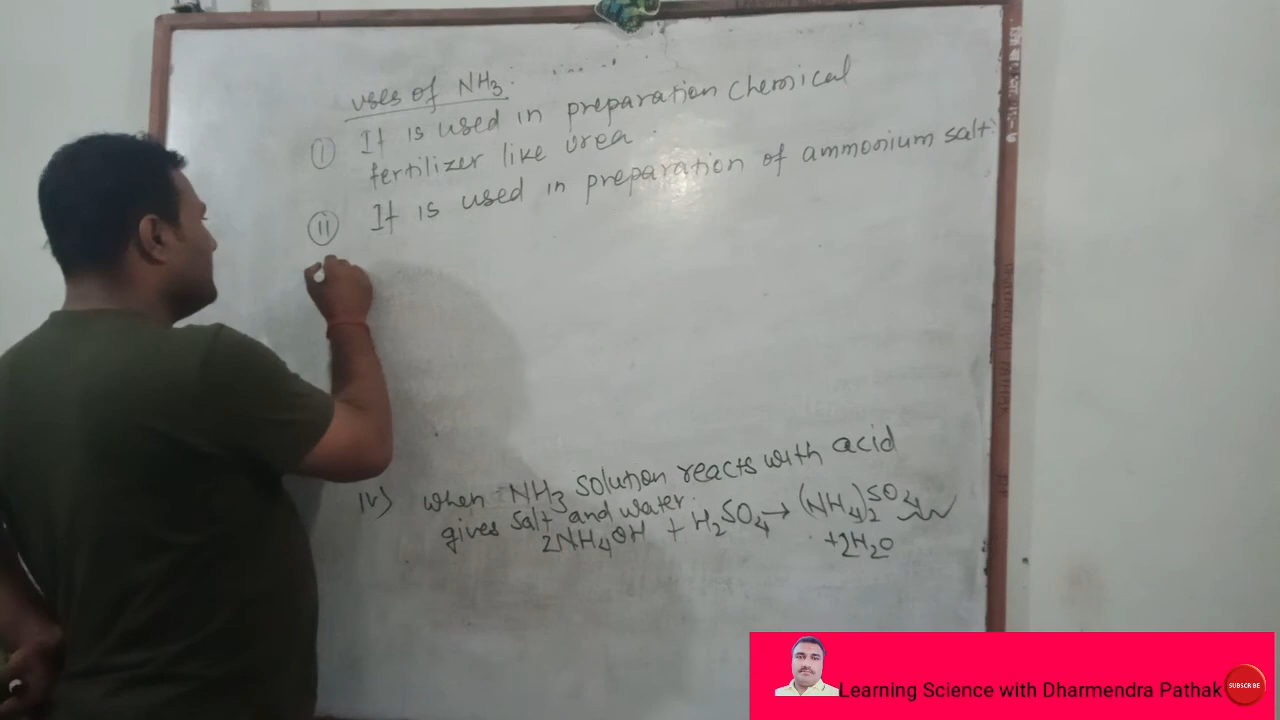 uses of NH3:
(i) It is used in preparation chemical
fertilizer like urea.
(ii) It is used in preparation of ammonium salt.
iv) when NH3 solution reacts with acid
gives salt and water.
2NH4OH + H2SO4 → (NH4)2SO4
+2H2O
Learning Science with Dharmendra Pathak
SUBSCRIBE